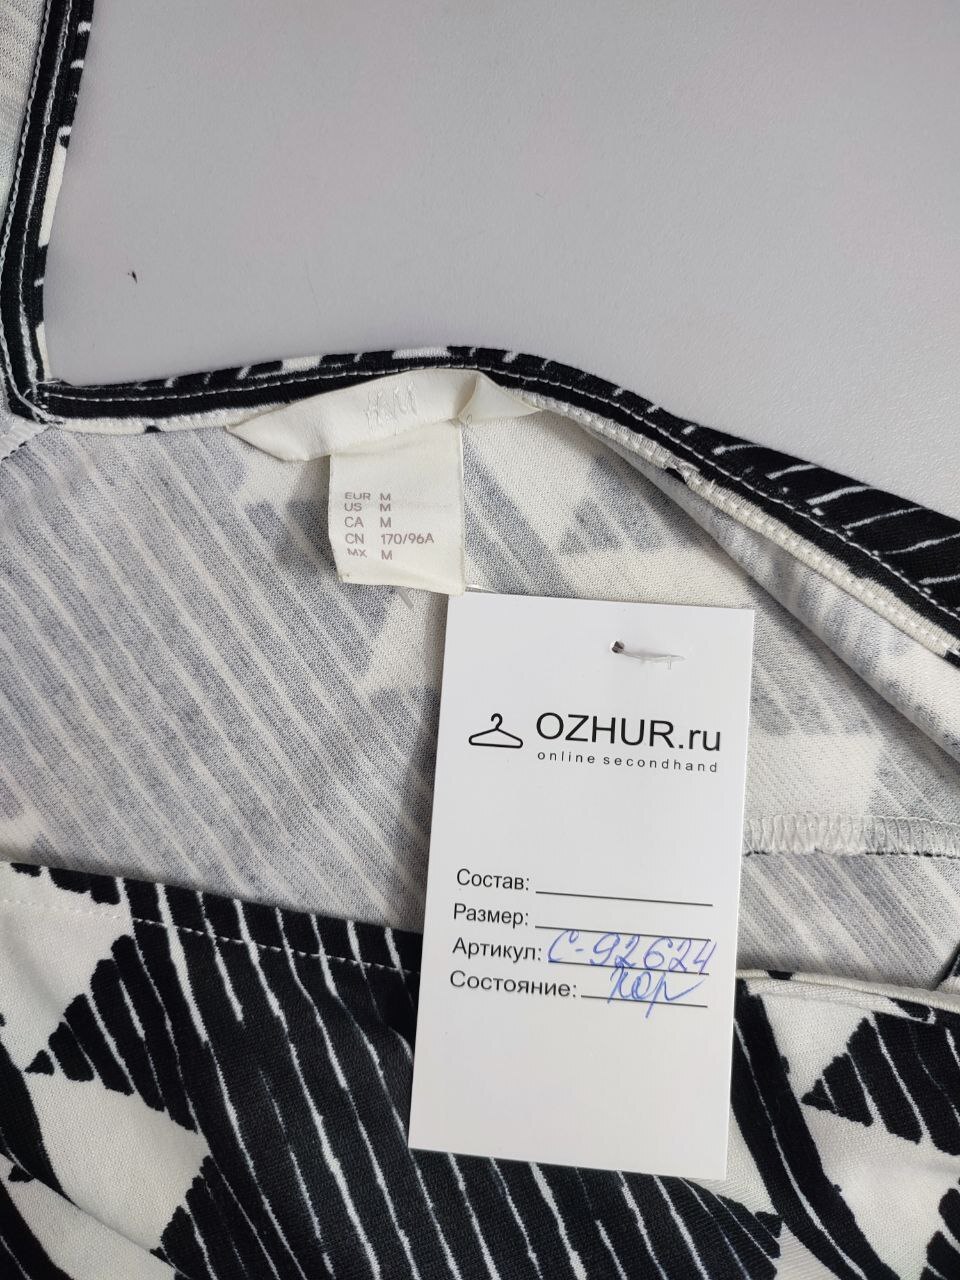 H&M
EUR M
US M
CA M
CN 170/96A
MX M
OZHUR.ru
online secondhand
Состав:
Размер:
Артикул: С-92624
Состояние: хор